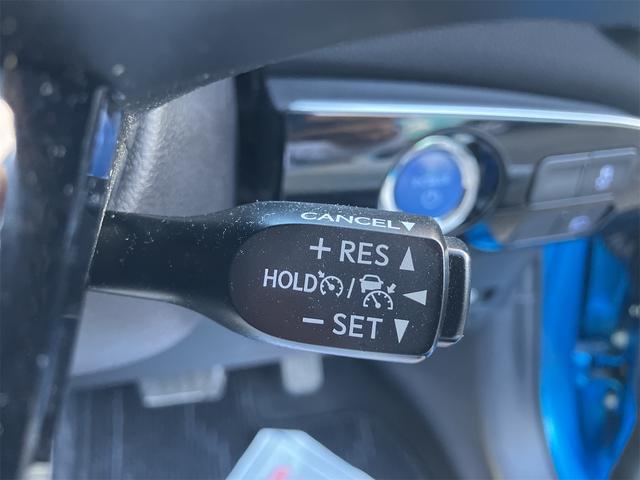 CANCEL▼
+ RES ▲
HOLD / ◀
− SET ▼